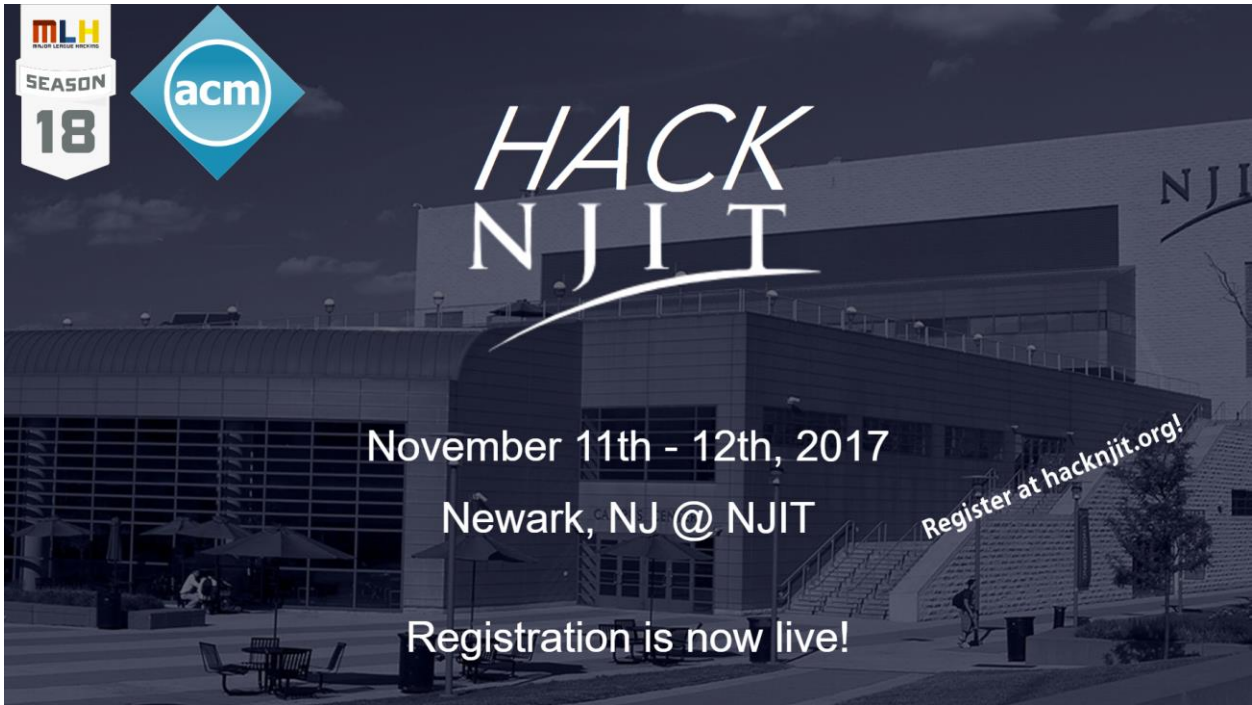 MLH
MAJOR LEAGUE HACKING
SEASON
18
acm
HACK
NJIT
NJI
November 11th - 12th, 2017
Newark, NJ @ NJIT
Register at hacknjit.org!
Registration is now live!